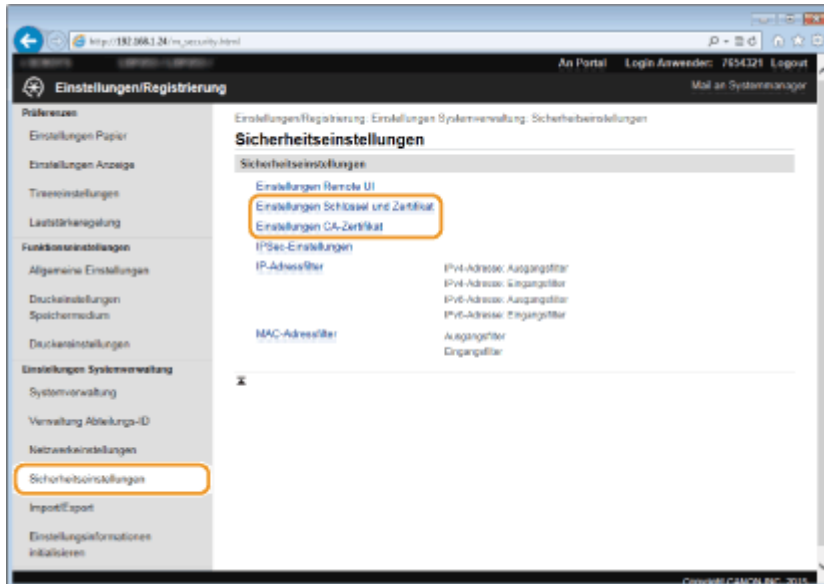 http://192.168.1.24/m_security.html
An Portal Login Anwender: 7654321 Logout
Einstellungen/Registrierung
Mail an Systemmanager
Präferenzen
Einstellungen Papier
Einstellungen Anzeige
Timereinstellungen
Lautstärkeregelung
Funktionseinstellungen
Allgemeine Einstellungen
Druckeinstellungen
Speichermedium
Druckereinstellungen
Einstellungen Systemverwaltung
Systemverwaltung
Verwaltung Abteilungs-ID
Netzwerkeinstellungen
Sicherheitseinstellungen
Import/Export
Einstellungsinformationen
initialisieren
Einstellungen/Registrierung: Einstellungen Systemverwaltung: Sicherheitseinstellungen
Sicherheitseinstellungen
Sicherheitseinstellungen
Einstellungen Remote UI
Einstellungen Schlüssel und Zertifikat
Einstellungen CA-Zertifikat
IPSec-Einstellungen
IP-Adressfilter
IPv4-Adresse: Ausgangsfilter
IPv4-Adresse: Eingangsfilter
IPv6-Adresse: Ausgangsfilter
IPv6-Adresse: Eingangsfilter
MAC-Adressfilter
Ausgangsfilter
Eingangsfilter
Copyright CANON INC. 2015